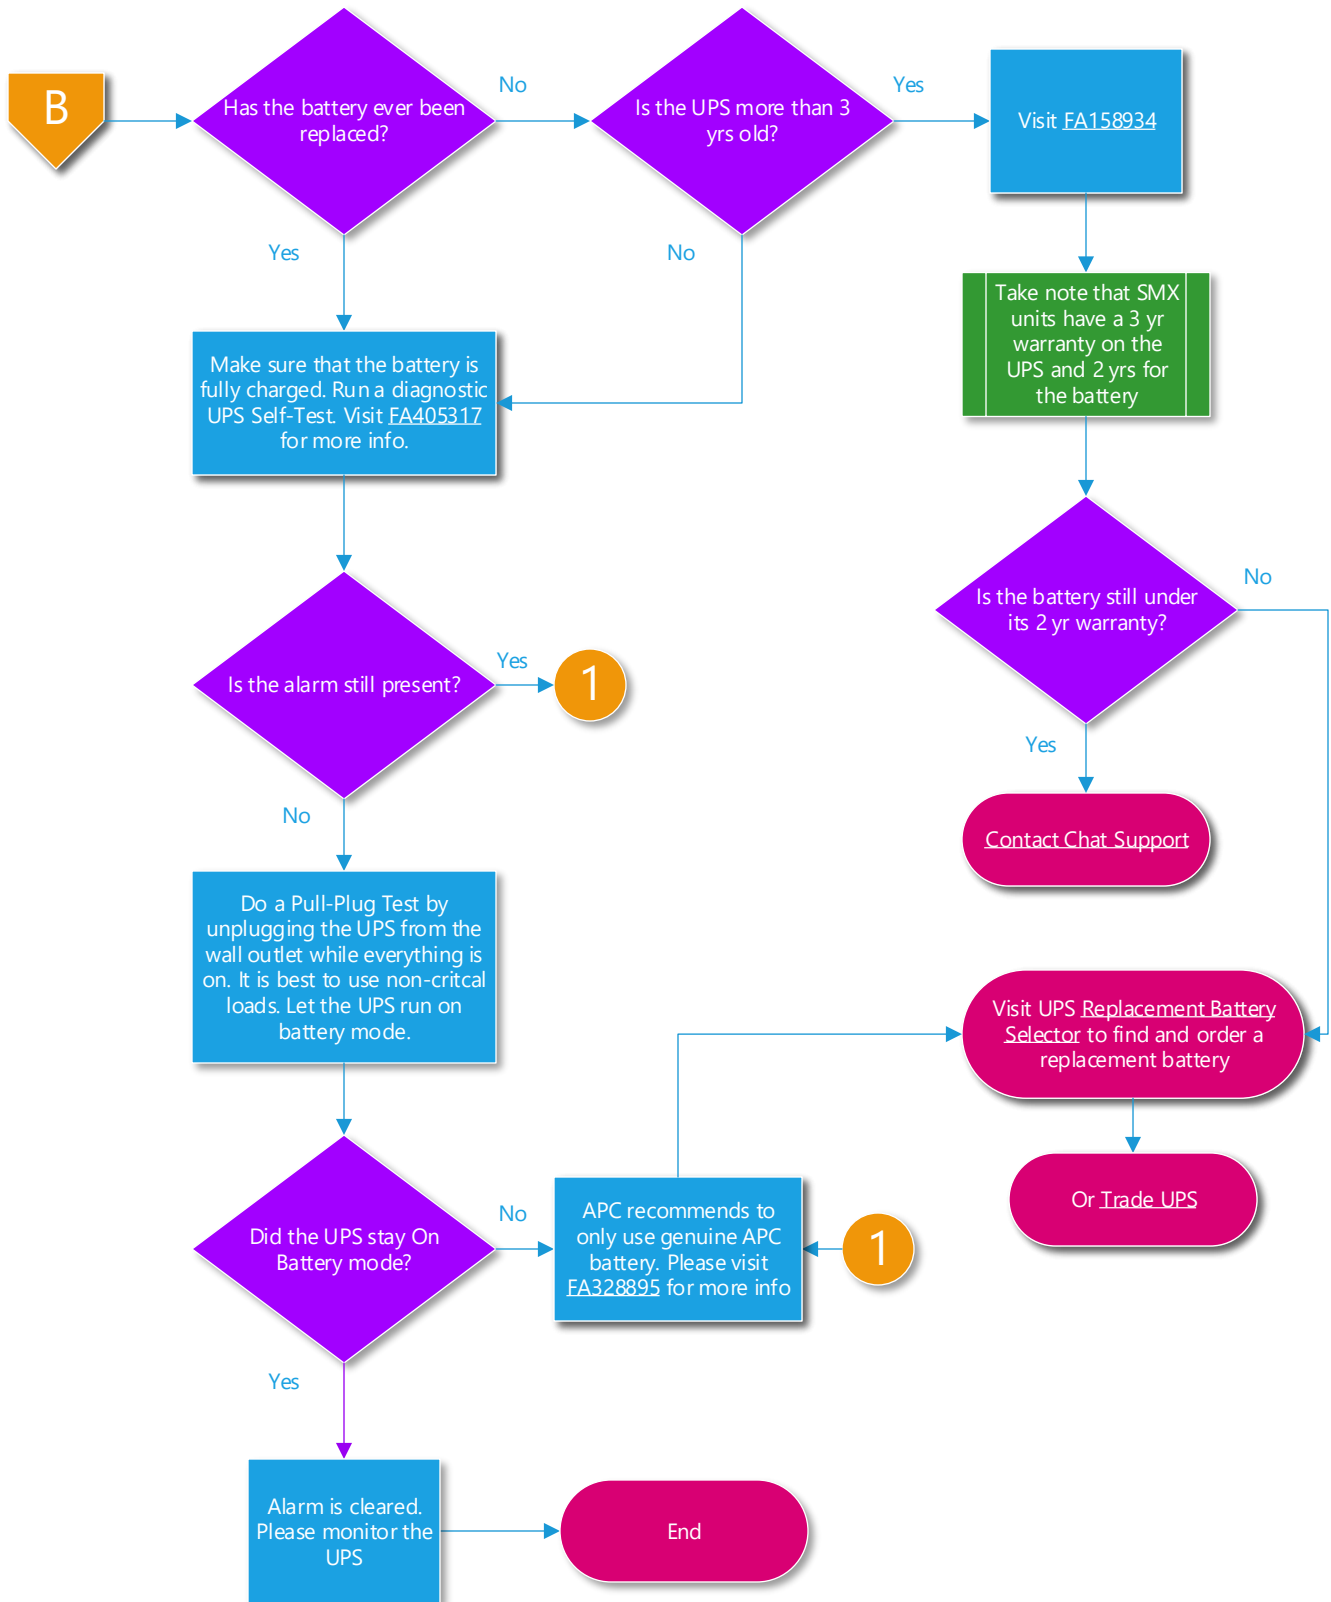 B
Has the battery ever been
replaced?
No
Is the UPS more than 3
yrs old?
Yes
Visit FA158934
Yes
No
Take note that SMX
units have a 3 yr
warranty on the
UPS and 2 yrs for
the battery
Make sure that the battery is
fully charged. Run a diagnostic
UPS Self-Test. Visit FA405317
for more info.
Is the battery still under
its 2 yr warranty?
No
Is the alarm still present?
Yes
1
Yes
No
Contact Chat Support
Do a Pull-Plug Test by
unplugging the UPS from the
wall outlet while everything is
on. It is best to use non-critcal
loads. Let the UPS run on
battery mode.
Visit UPS Replacement Battery
Selector to find and order a
replacement battery
Or Trade UPS
Did the UPS stay On
Battery mode?
No
APC recommends to
only use genuine APC
battery. Please visit
FA328895 for more info
1
Yes
Alarm is cleared.
Please monitor the
UPS
End